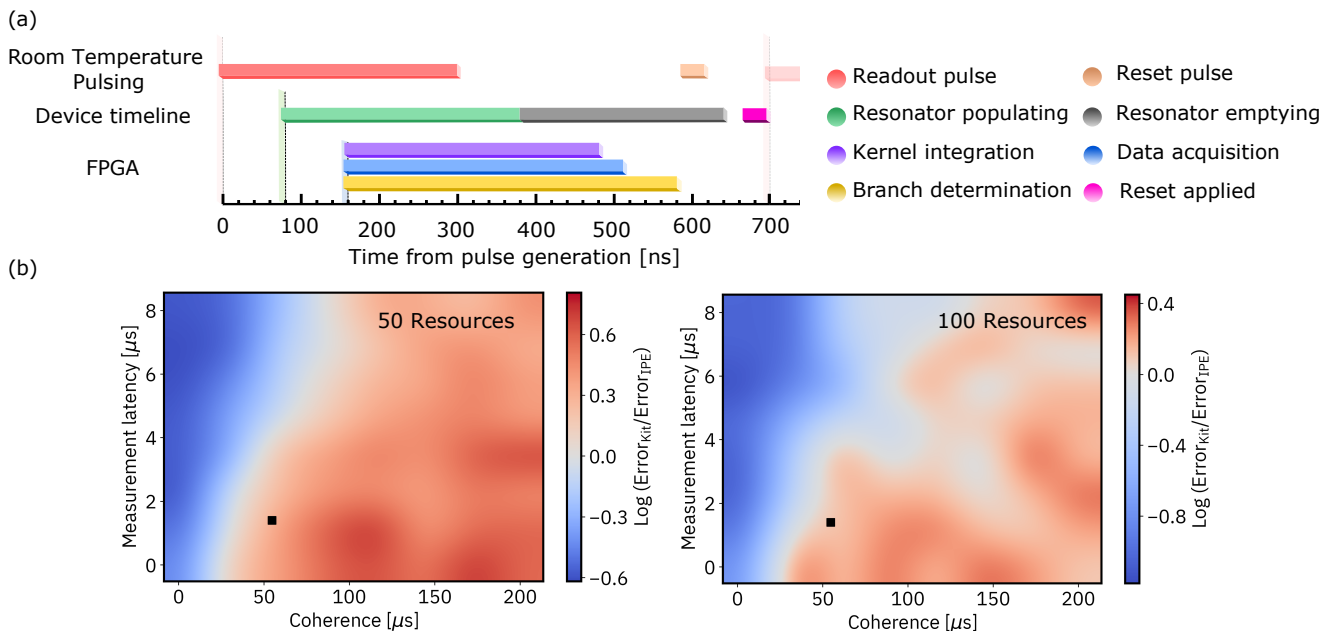 (a)
Room Temperature
Pulsing
Device timeline
FPGA
0 100 200 300 400 500 600 700
Time from pulse generation [ns]
Readout pulse
Reset pulse
Resonator populating
Resonator emptying
Kernel integration
Data acquisition
Branch determination
Reset applied
(b)
50 Resources
Measurement latency [μs]
8
6
4
2
0
0 50 100 150 200
Coherence [μs]
0.6
0.3
0.0
−0.3
−0.6
Log (Error_Kit/Error_IPE)
100 Resources
Measurement latency [μs]
8
6
4
2
0
0 50 100 150 200
Coherence [μs]
0.4
0.0
−0.4
−0.8
Log (Error_Kit/Error_IPE)